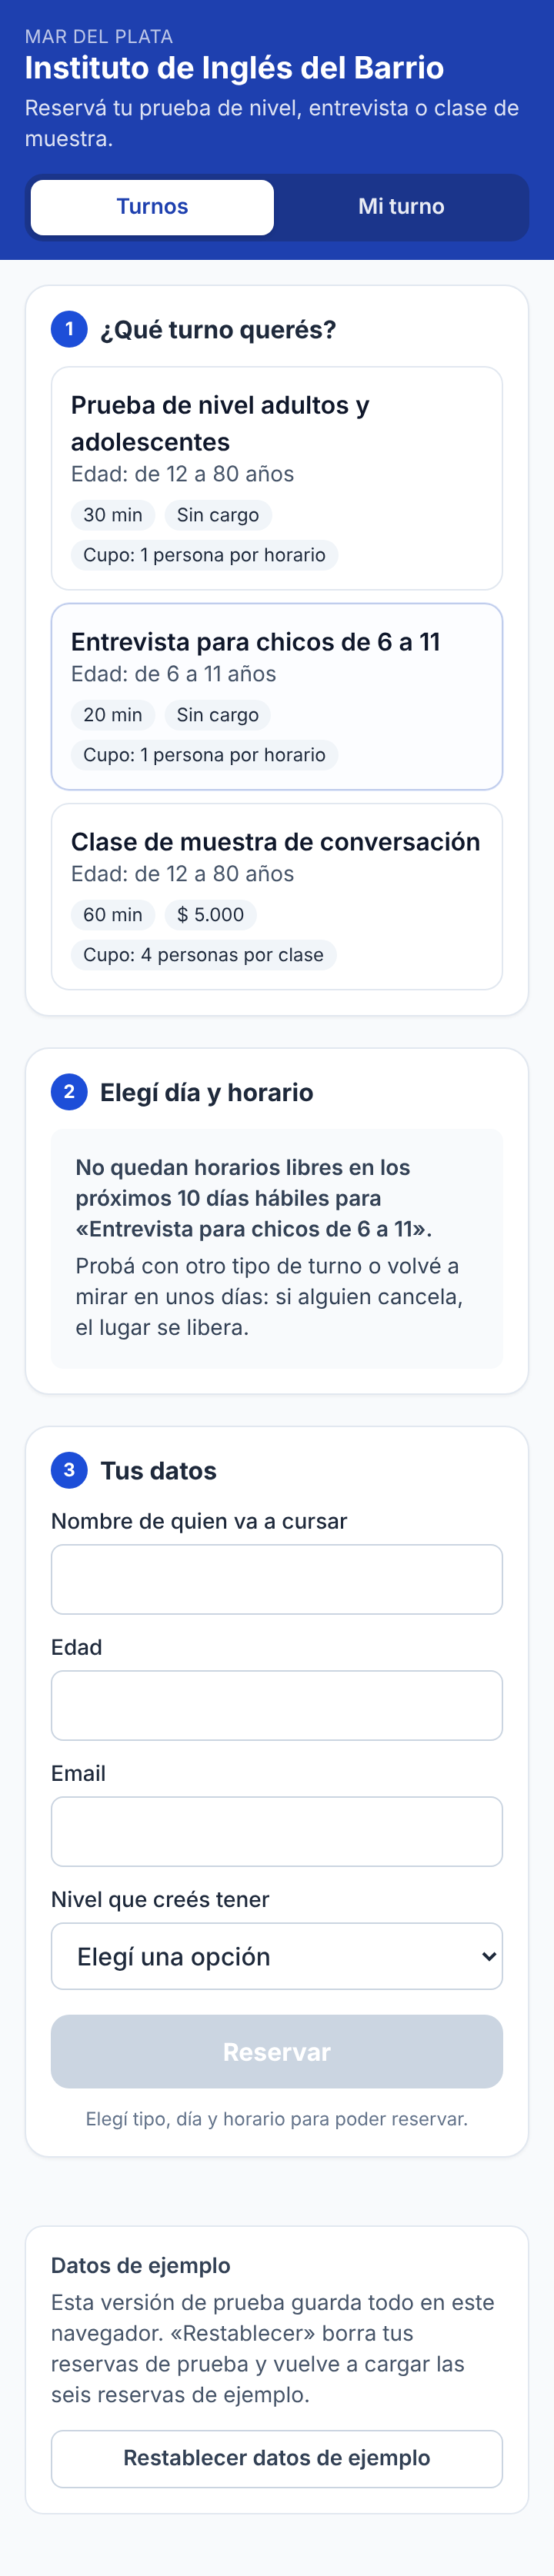 MAR DEL PLATA
Instituto de Inglés del Barrio
Reservá tu prueba de nivel, entrevista o clase de
muestra.
Turnos
Mi turno
1
¿Qué turno querés?
Prueba de nivel adultos y
adolescentes
Edad: de 12 a 80 años
30 min
Sin cargo
Cupo: 1 persona por horario
Entrevista para chicos de 6 a 11
Edad: de 6 a 11 años
20 min
Sin cargo
Cupo: 1 persona por horario
Clase de muestra de conversación
Edad: de 12 a 80 años
60 min
$ 5.000
Cupo: 4 personas por clase
2
Elegí día y horario
No quedan horarios libres en los
próximos 10 días hábiles para
«Entrevista para chicos de 6 a 11».
Probá con otro tipo de turno o volvé a
mirar en unos días: si alguien cancela,
el lugar se libera.
3
Tus datos
Nombre de quien va a cursar
Edad
Email
Nivel que creés tener
Elegí una opción
Reservar
Elegí tipo, día y horario para poder reservar.
Datos de ejemplo
Esta versión de prueba guarda todo en este
navegador. «Restablecer» borra tus
reservas de prueba y vuelve a cargar las
seis reservas de ejemplo.
Restablecer datos de ejemplo